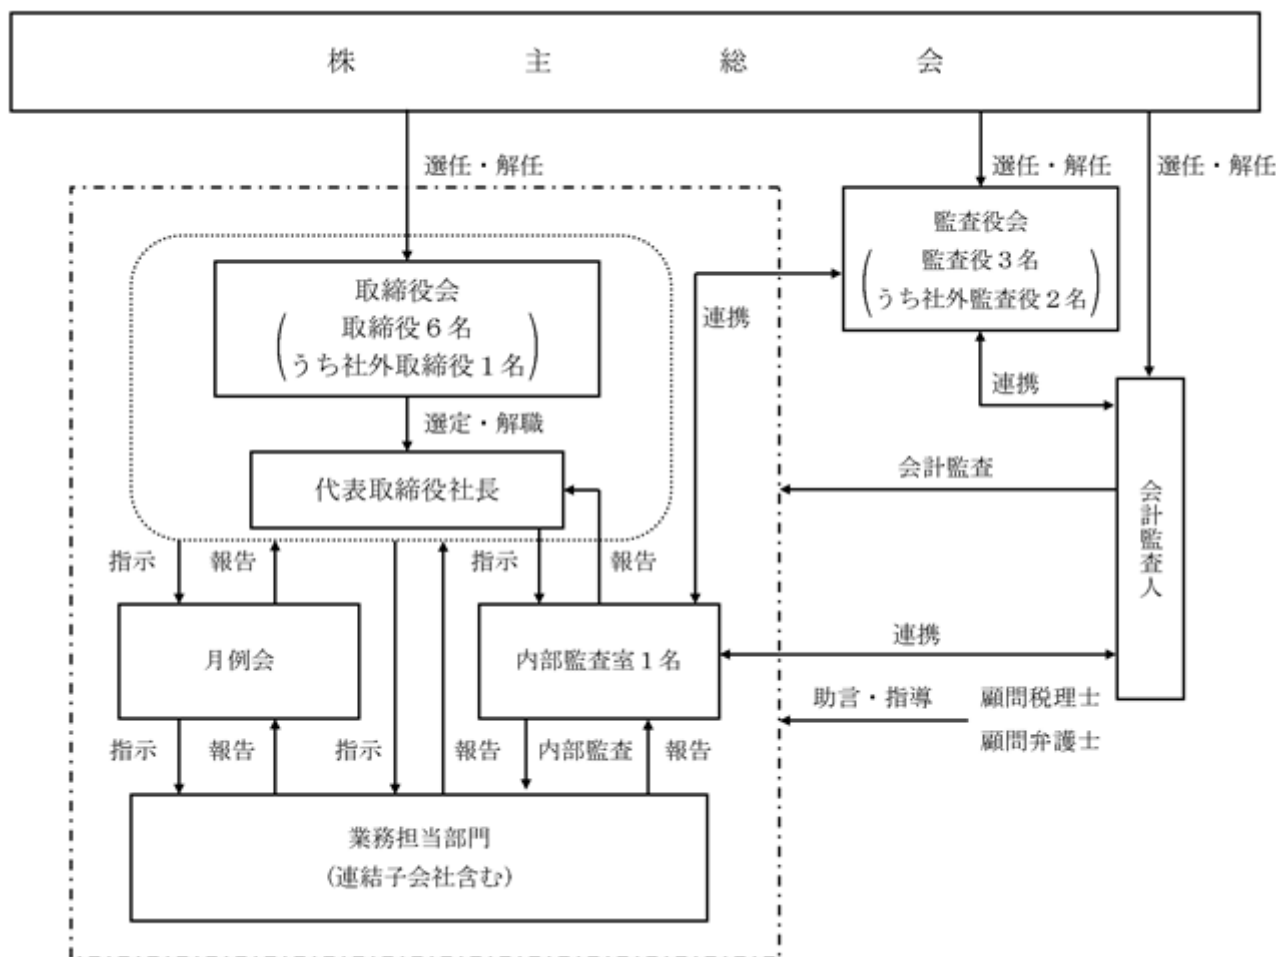 株主総会
選任・解任
選任・解任
選任・解任
監査役会
監査役3名
うち社外監査役2名
取締役会
取締役6名
うち社外取締役1名
連携
連携
選定・解職
会計監査
代表取締役社長
会計監査人
指示
報告
指示
報告
連携
月例会
内部監査室1名
助言・指導
顧問税理士
顧問弁護士
指示
報告
指示
報告
内部監査
報告
業務担当部門
(連結子会社含む)